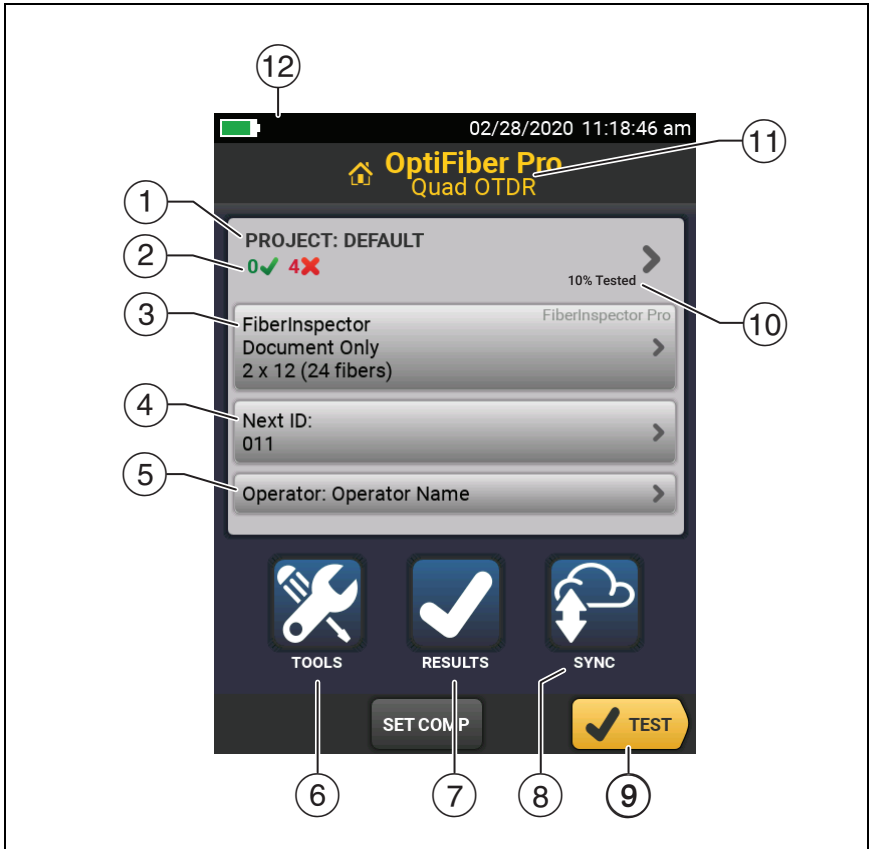 12
02/28/2020 11:18:46 am
11
OptiFiber Pro
Quad OTDR
1
PROJECT: DEFAULT
2
0 4
10% Tested
10
3
FiberInspector Pro
FiberInspector
Document Only
2 x 12 (24 fibers)
4
Next ID:
011
5
Operator: Operator Name
TOOLS
RESULTS
SYNC
SET COMP
TEST
6
7
8
9